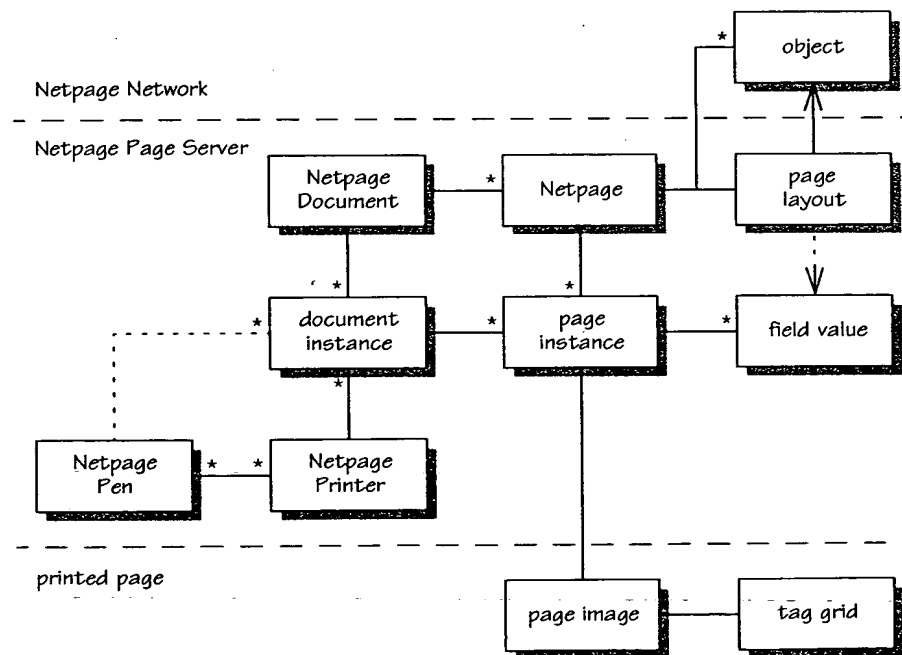 *
object
Netpage Network
Netpage Page Server
Netpage
Document
*
Netpage
page
layout
*
*
*
document
instance
*
page
instance
*
field value
*
Netpage
Pen
*
*
Netpage
Printer
printed page
page image
tag grid